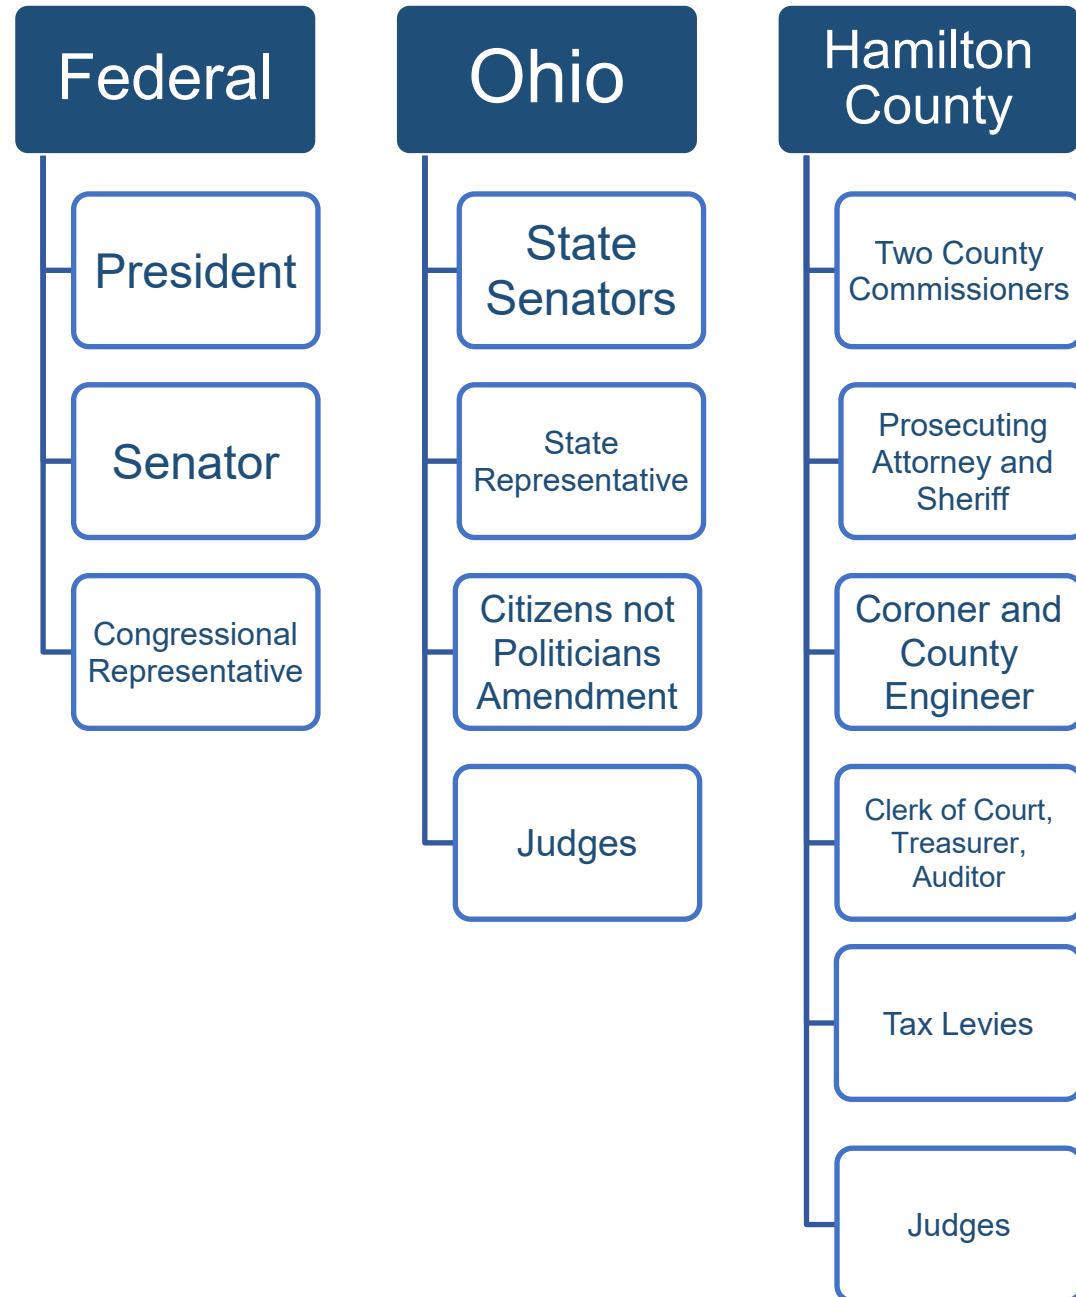 Federal
President
Senator
Congressional
Representative
Ohio
State
Senators
State
Representative
Citizens not
Politicians
Amendment
Judges
Hamilton
County
Two County
Commissioners
Prosecuting
Attorney and
Sheriff
Coroner and
County
Engineer
Clerk of Court,
Treasurer,
Auditor
Tax Levies
Judges